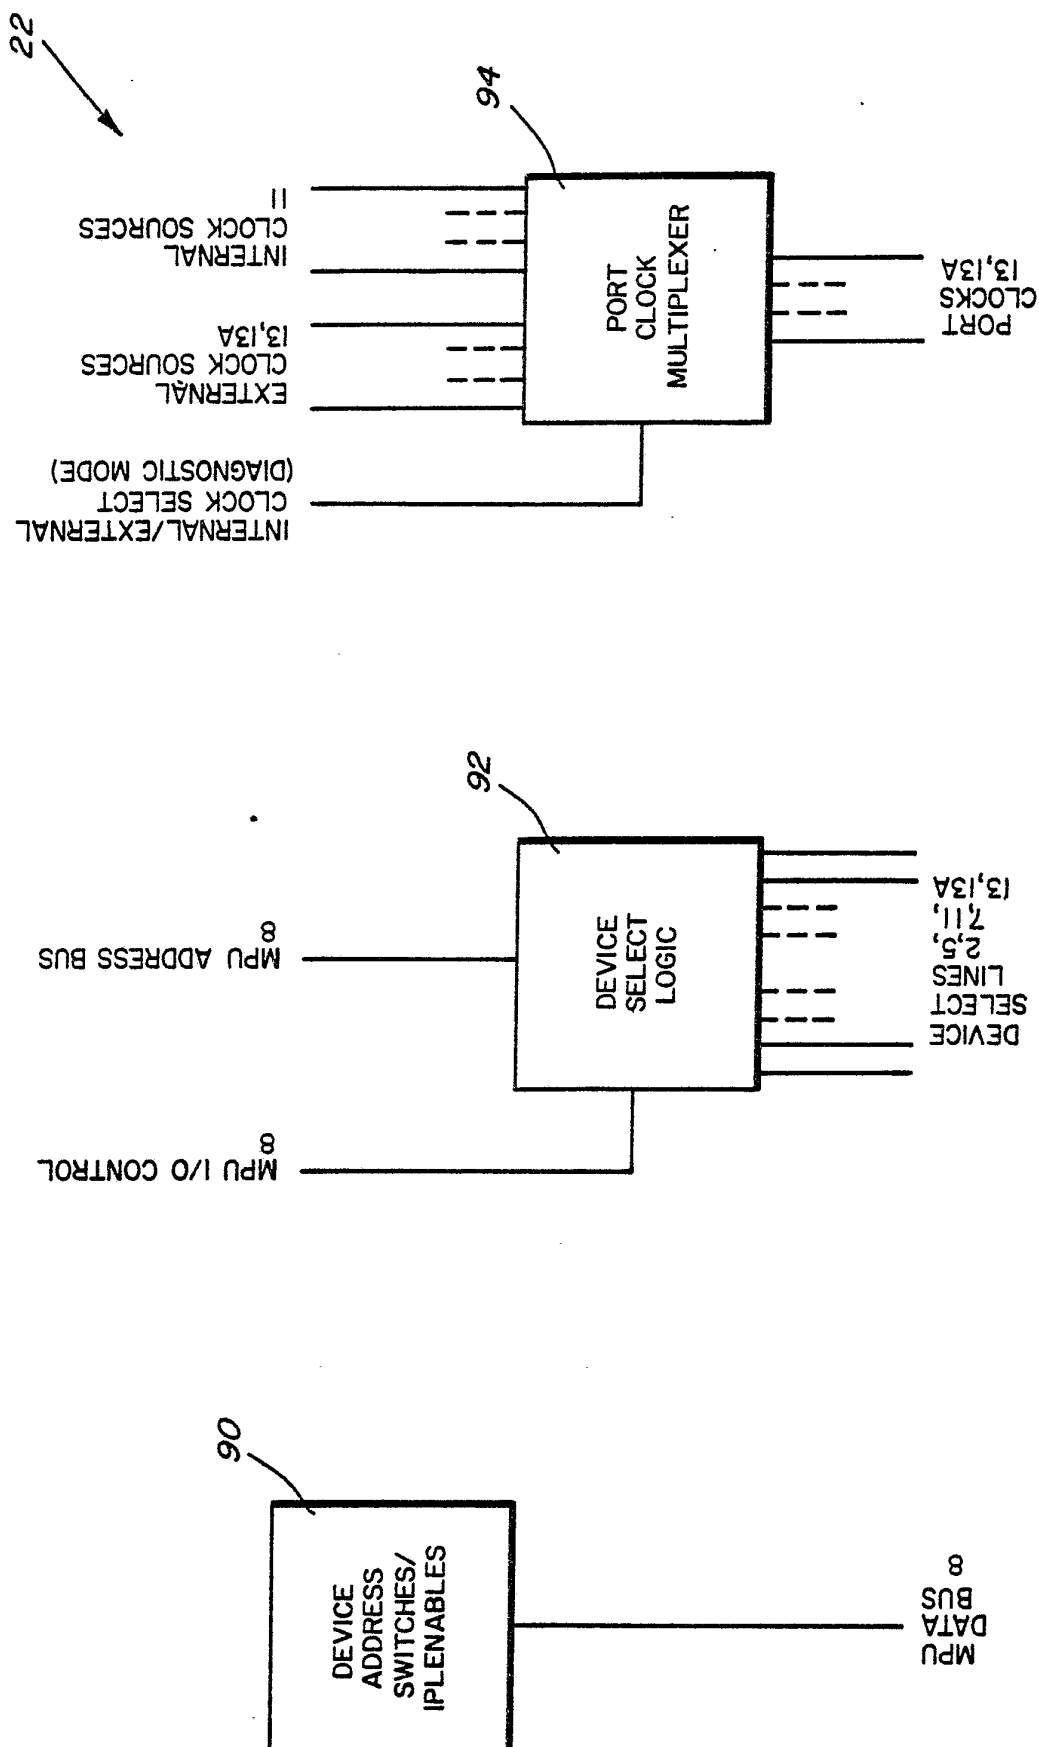 22
INTERNAL
CLOCK SOURCES
11
EXTERNAL
CLOCK SOURCES
13,13A
INTERNAL/EXTERNAL
CLOCK SELECT
(DIAGNOSTIC MODE)
94
PORT
CLOCK
MULTIPLEXER
PORT
CLOCKS
13,13A
MPU ADDRESS BUS
8
MPU I/O CONTROL
8
92
DEVICE
SELECT
LOGIC
DEVICE
SELECT
LINES
2,5,
7,11,
13,13A
90
DEVICE
ADDRESS
SWITCHES/
IPLENABLES
MPU
DATA
BUS
8